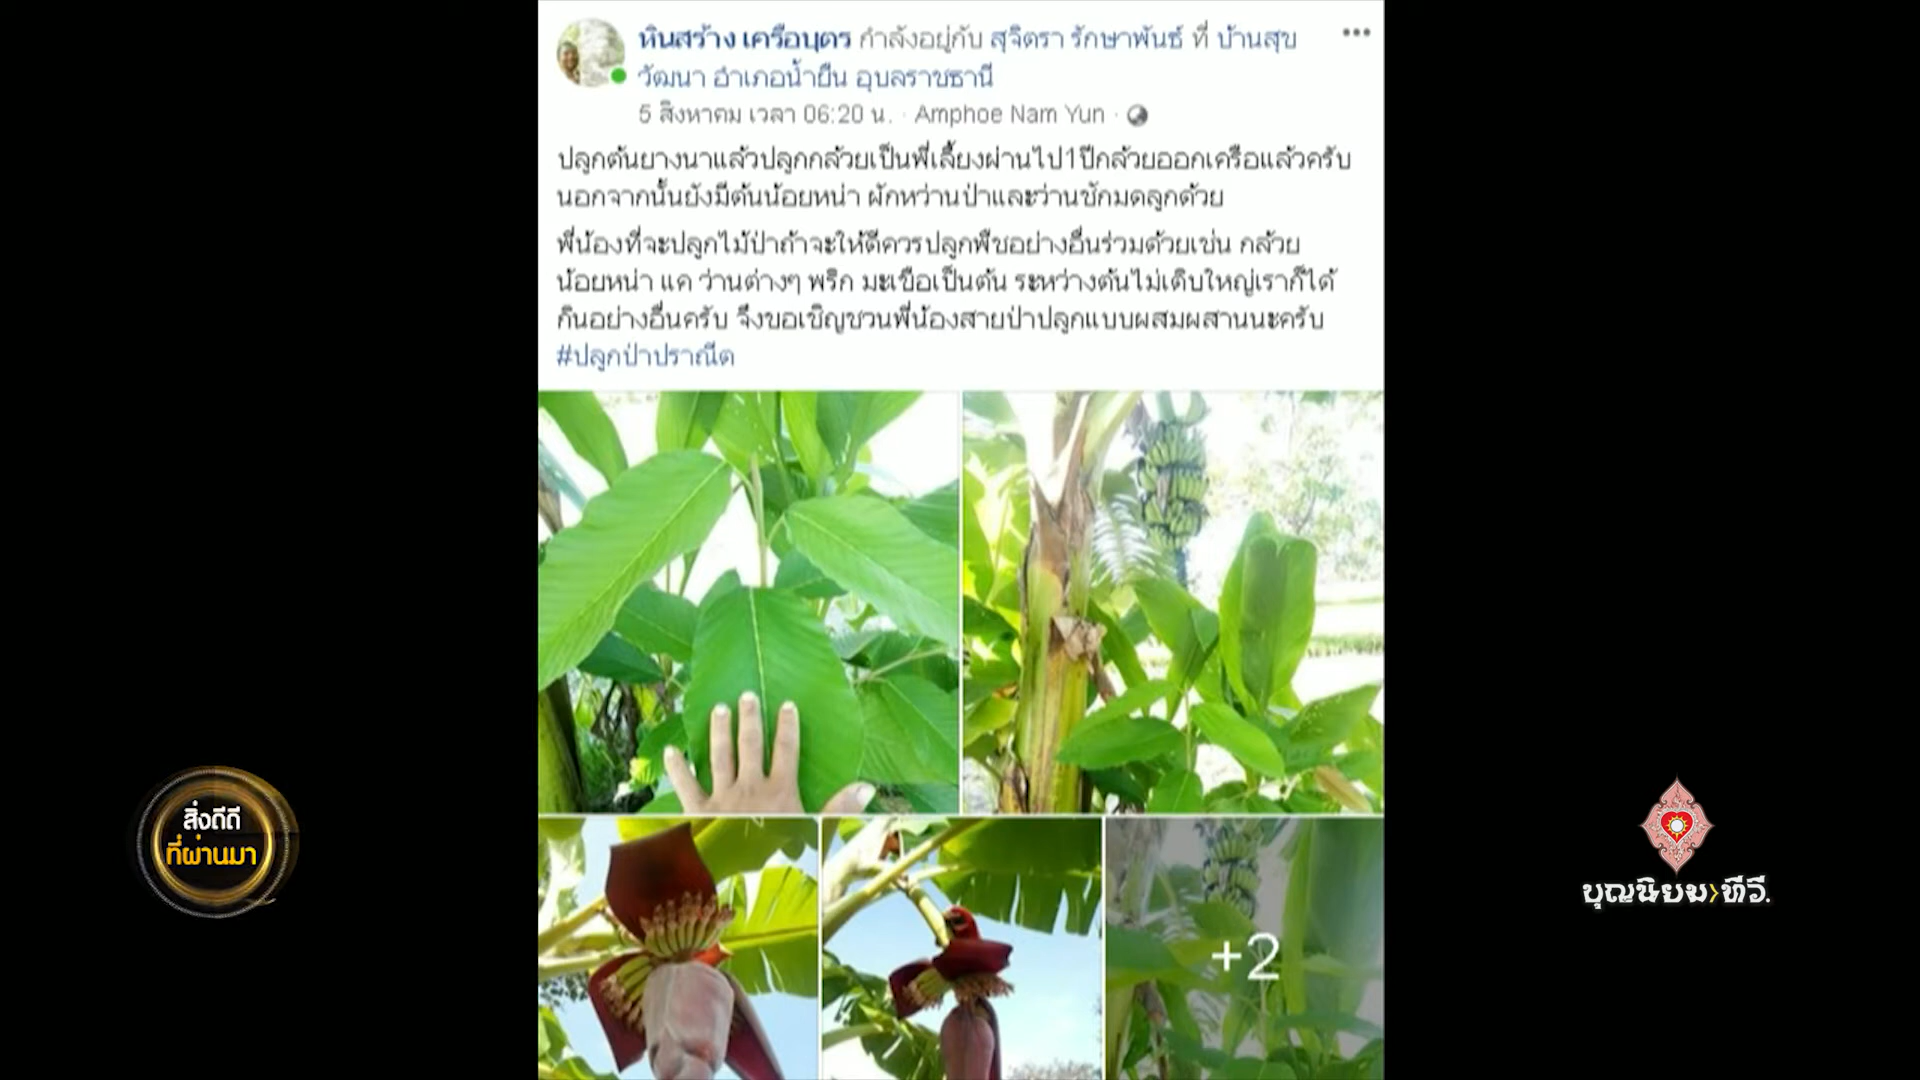 หินสร้าง เครือบุตร กำลังอยู่กับ สุจิตรา รักษาพันธ์ ที่ บ้านสุข
วัฒนา อำเภอน้ำยืน อุบลราชธานี
5 สิงหาคม เวลา 06:20 น. · Amphoe Nam Yun ·
ปลูกต้นยางนาแล้วปลูกกล้วยเป็นพี่เลี้ยงผ่านไป1ปีกล้วยออกเครือแล้วครับ
นอกจากนั้นยังมีต้นน้อยหน่า ผักหว่านป่าและว่านชักมดลูกด้วย
พี่น้องที่จะปลูกไม้ป่าถ้าจะให้ดีควรปลูกพืชอย่างอื่นร่วมด้วยเช่น กล้วย
น้อยหน่า แค ว่านต่างๆ พริก มะเขือเป็นต้น ระหว่างต้นไม่เติบใหญ่เราก็ได้
กินอย่างอื่นครับ จึงขอเชิญชวนพี่น้องสายป่าปลูกแบบผสมผสานนะครับ
#ปลูกป่าปราณีต
+2
สิ่งดีดี
ที่ผ่านมา
บุญนิยม ทีวี.